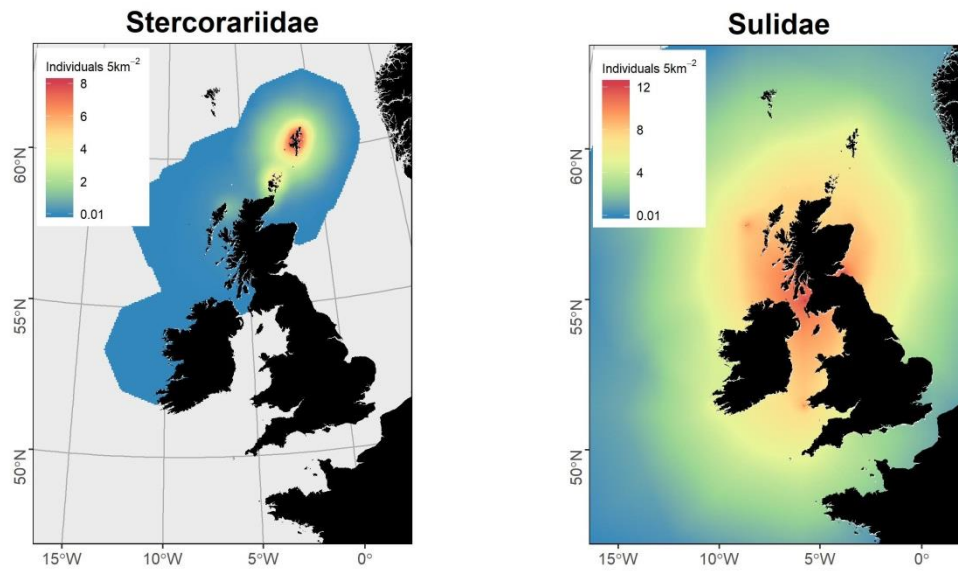 Stercorariidae
Individuals 5km⁻²
8
6
4
2
0.01
60°N
55°N
50°N
15°W 10°W 5°W 0°
Sulidae
Individuals 5km⁻²
12
8
4
0.01
60°N
55°N
50°N
15°W 10°W 5°W 0°